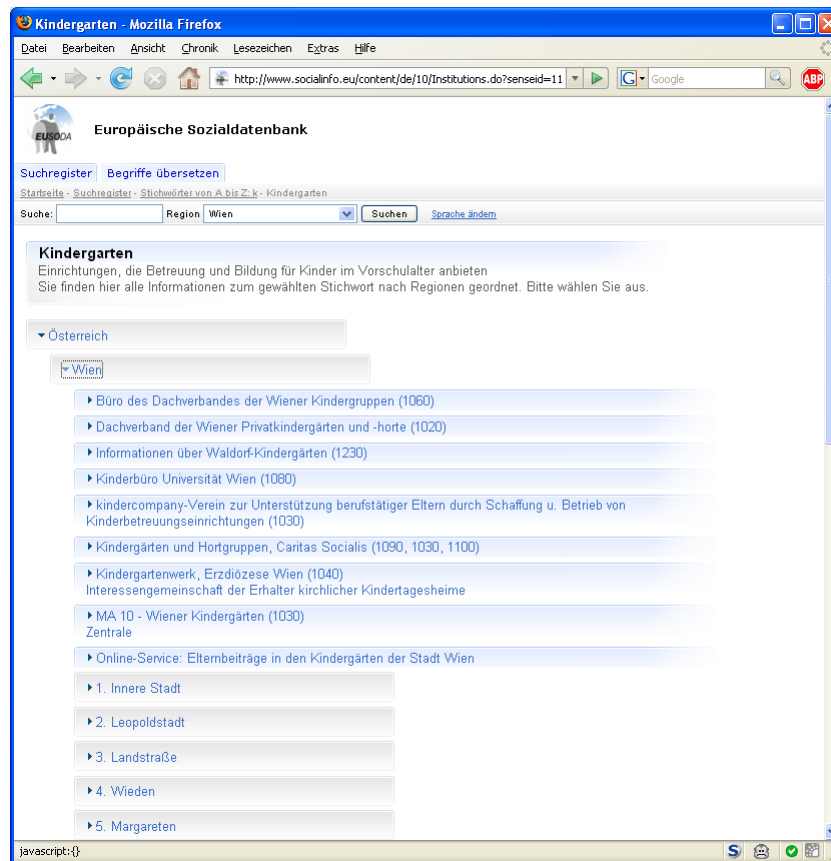 Kindergarten - Mozilla Firefox
Datei Bearbeiten Ansicht Chronik Lesezeichen Extras Hilfe
http://www.socialinfo.eu/content/de/10/Institutions.do?senseid=11 G Google ABP
EUSODA
Europäische Sozialdatenbank
Suchregister Begriffe übersetzen
Startseite - Suchregister - Stichwörter von A bis Z: k - Kindergarten
Suche: Region Wien Suchen Sprache ändern
Kindergarten
Einrichtungen, die Betreuung und Bildung für Kinder im Vorschulalter anbieten
Sie finden hier alle Informationen zum gewählten Stichwort nach Regionen geordnet. Bitte wählen Sie aus.
Österreich
Wien
Büro des Dachverbandes der Wiener Kindergruppen (1060)
Dachverband der Wiener Privatkindergärten und -horte (1020)
Informationen über Waldorf-Kindergärten (1230)
Kinderbüro Universität Wien (1080)
kindercompany-Verein zur Unterstützung berufstätiger Eltern durch Schaffung u. Betrieb von
Kinderbetreuungseinrichtungen (1030)
Kindergärten und Hortgruppen, Caritas Socialis (1090, 1030, 1100)
Kindergartenwerk, Erzdiözese Wien (1040)
Interessengemeinschaft der Erhalter kirchlicher Kindertagesheime
MA 10 - Wiener Kindergärten (1030)
Zentrale
Online-Service: Elternbeiträge in den Kindergärten der Stadt Wien
1. Innere Stadt
2. Leopoldstadt
3. Landstraße
4. Wieden
5. Margareten
javascript:{} S